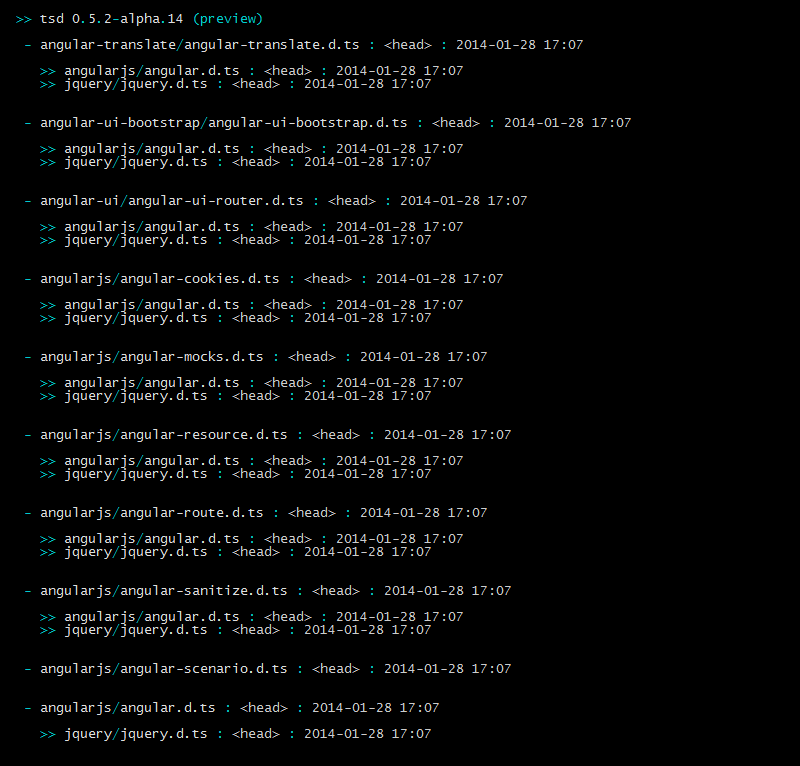 >> tsd 0.5.2-alpha.14 (preview)
- angular-translate/angular-translate.d.ts : <head> : 2014-01-28 17:07
>> angularjs/angular.d.ts : <head> : 2014-01-28 17:07
>> jquery/jquery.d.ts : <head> : 2014-01-28 17:07
- angular-ui-bootstrap/angular-ui-bootstrap.d.ts : <head> : 2014-01-28 17:07
>> angularjs/angular.d.ts : <head> : 2014-01-28 17:07
>> jquery/jquery.d.ts : <head> : 2014-01-28 17:07
- angular-ui/angular-ui-router.d.ts : <head> : 2014-01-28 17:07
>> angularjs/angular.d.ts : <head> : 2014-01-28 17:07
>> jquery/jquery.d.ts : <head> : 2014-01-28 17:07
- angularjs/angular-cookies.d.ts : <head> : 2014-01-28 17:07
>> angularjs/angular.d.ts : <head> : 2014-01-28 17:07
>> jquery/jquery.d.ts : <head> : 2014-01-28 17:07
- angularjs/angular-mocks.d.ts : <head> : 2014-01-28 17:07
>> angularjs/angular.d.ts : <head> : 2014-01-28 17:07
>> jquery/jquery.d.ts : <head> : 2014-01-28 17:07
- angularjs/angular-resource.d.ts : <head> : 2014-01-28 17:07
>> angularjs/angular.d.ts : <head> : 2014-01-28 17:07
>> jquery/jquery.d.ts : <head> : 2014-01-28 17:07
- angularjs/angular-route.d.ts : <head> : 2014-01-28 17:07
>> angularjs/angular.d.ts : <head> : 2014-01-28 17:07
>> jquery/jquery.d.ts : <head> : 2014-01-28 17:07
- angularjs/angular-sanitize.d.ts : <head> : 2014-01-28 17:07
>> angularjs/angular.d.ts : <head> : 2014-01-28 17:07
>> jquery/jquery.d.ts : <head> : 2014-01-28 17:07
- angularjs/angular-scenario.d.ts : <head> : 2014-01-28 17:07
- angularjs/angular.d.ts : <head> : 2014-01-28 17:07
>> jquery/jquery.d.ts : <head> : 2014-01-28 17:07